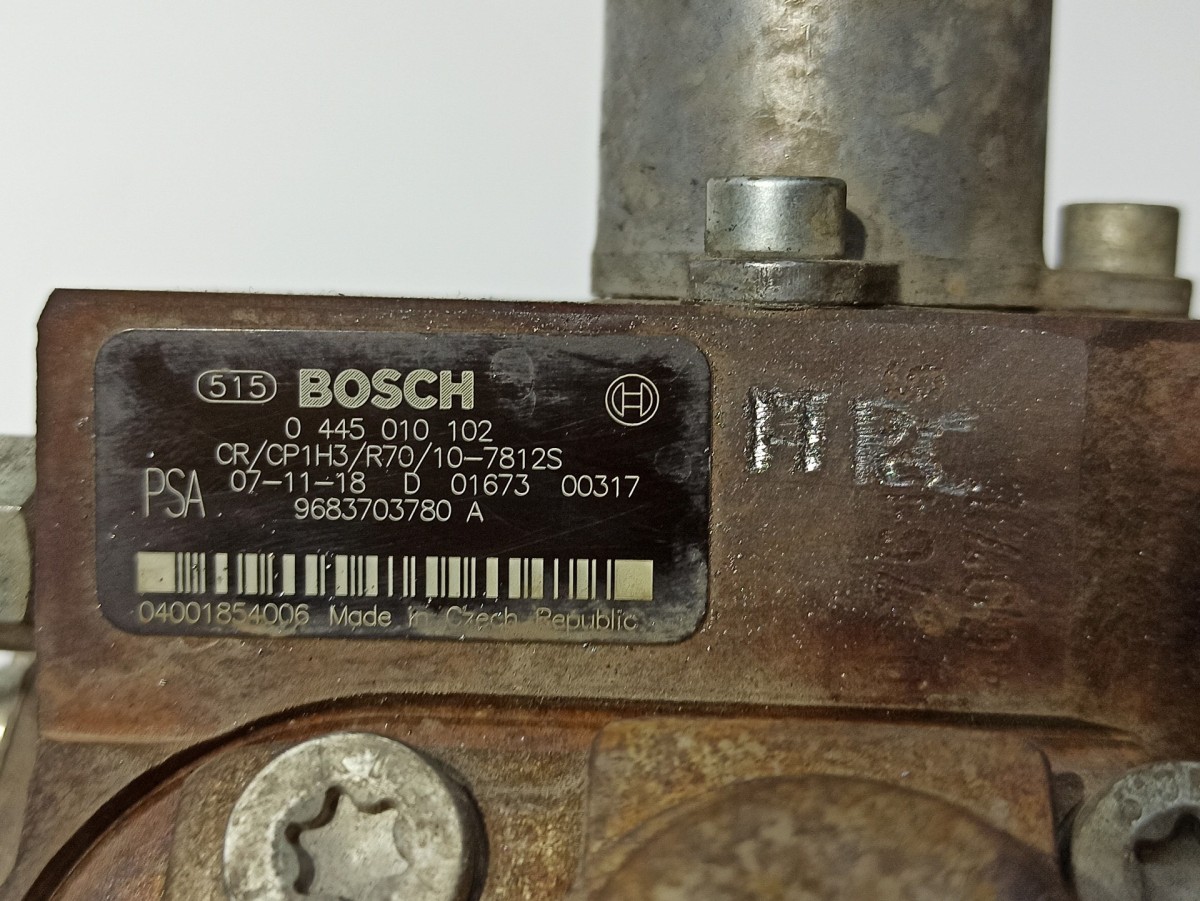 515 BOSCH
0 445 010 102
CR/CP1H3/R70/10-7812S
PSA 07-11-18 D 01673 00317
9683703780 A
04001854006 Made in Czech Republic